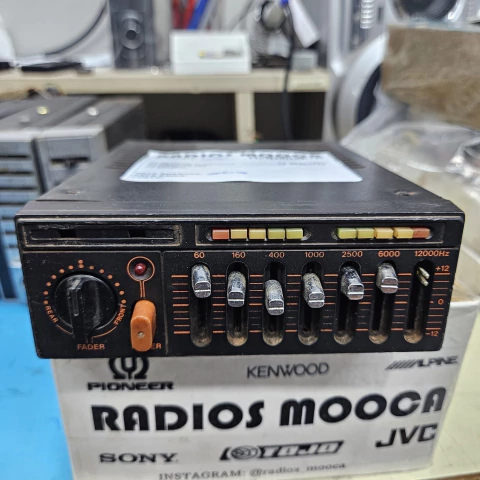 RADIOS MOOCA
60 160 400 1000 2500 6000 12000Hz
+12
0
-12
REAR FRONT
FADER
PIONEER KENWOOD ALPINE
RADIOS MOOCA
SONY TOJO JVC
INSTAGRAM: @radios_mooca